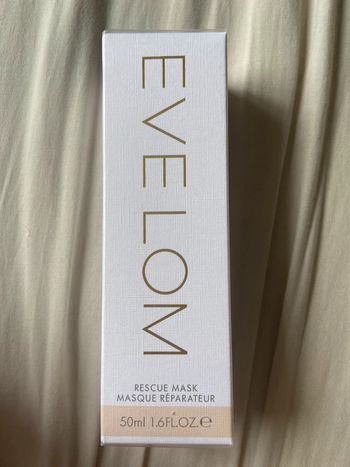 EVE LOM
RESCUE MASK
MASQUE RÉPARATEUR
50ml 1.6FL.OZ.℮